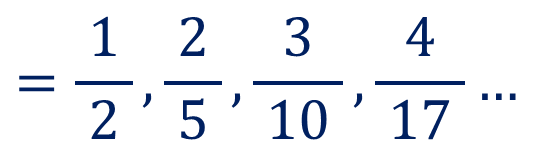 = 1/2, 2/5, 3/10, 4/17 ...